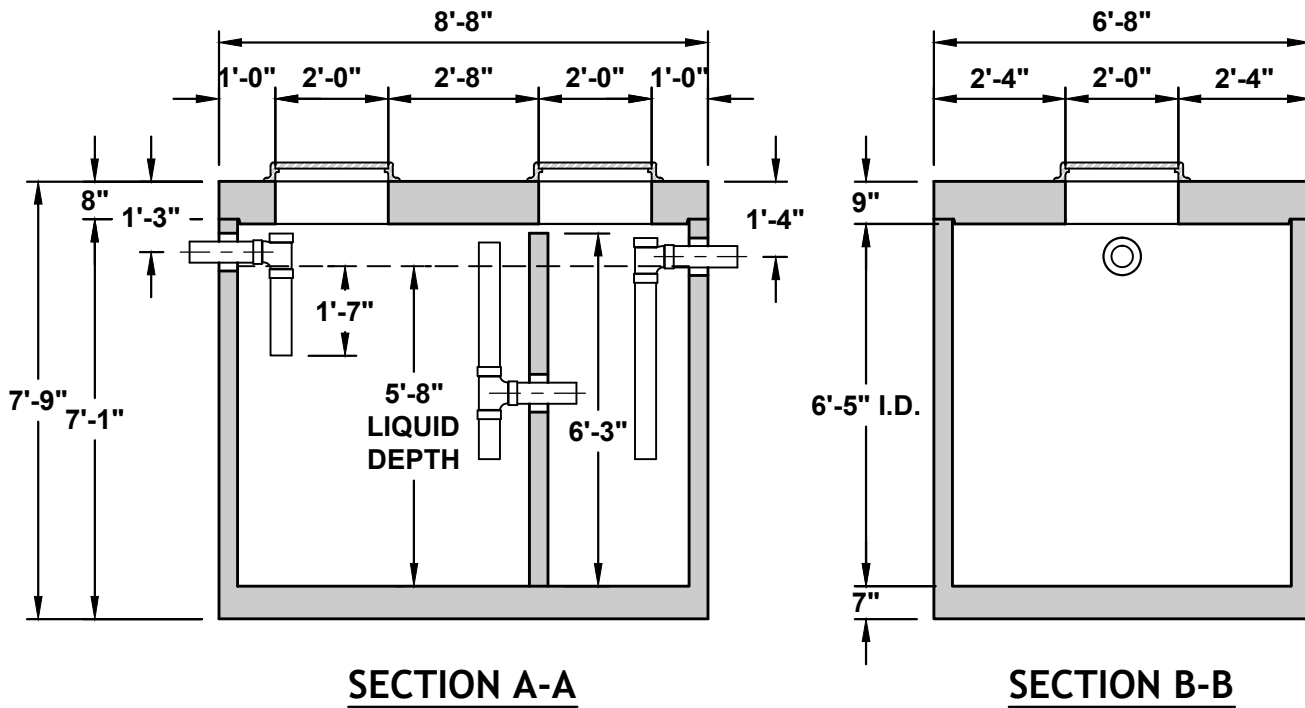 8'-8"
6'-8"
1'-0" 2'-0" 2'-8" 2'-0" 1'-0"
2'-4" 2'-0" 2'-4"
8"
9"
1'-3"
1'-4"
1'-7"
7'-9"
7'-1"
5'-8"
LIQUID
DEPTH
6'-3"
6'-5" I.D.
7"
SECTION A-A
SECTION B-B